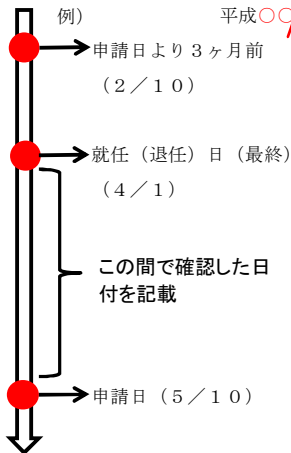 例）
平成○○
申請日より３ヶ月前
（２／１０）
就任（退任）日（最終）
（４／１）
この間で確認した日
付を記載
申請日（５／１０）